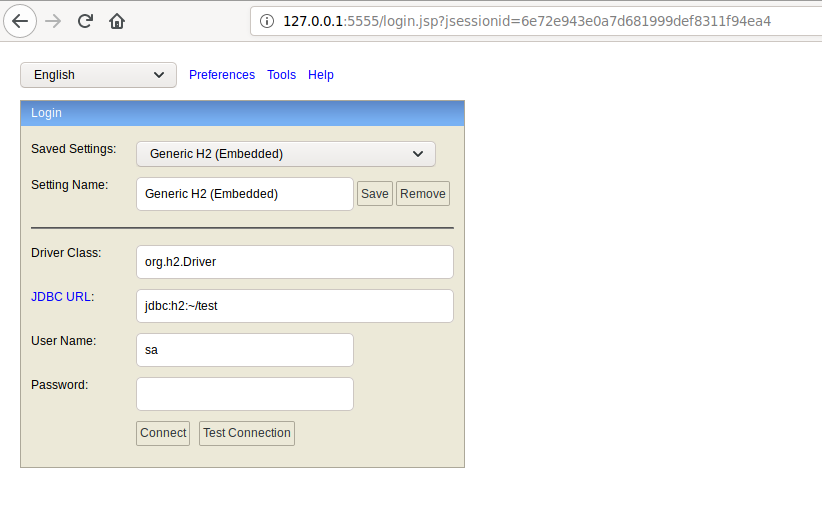 127.0.0.1:5555/login.jsp?jsessionid=6e72e943e0a7d681999def8311f94ea4
English Preferences Tools Help
Login
Saved Settings: Generic H2 (Embedded)
Setting Name: Generic H2 (Embedded) Save Remove
Driver Class: org.h2.Driver
JDBC URL: jdbc:h2:~/test
User Name: sa
Password:
Connect Test Connection